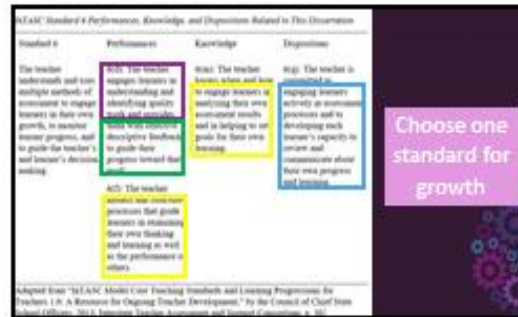 InTASC Standard 6 Performances, Knowledge, and Dispositions Related to This Dissertation
Standard 6
Performances
Knowledge
Dispositions
The teacher
understands and uses
multiple methods of
assessment to engage
learners in their own
growth, to monitor
learner progress, and
to guide the teacher's
and learner's decision
making.
6(d). The teacher
engages learners in
understanding and
identifying quality
work and provides
them with effective
descriptive feedback
to guide their
progress toward that
6(f). The teacher
processes that guide
learners in examining
their own thinking
and learning as well
as the performance of
others.
The teacher
knows when and how
to engage learners in
analyzing their own
assessment results
and in helping to set
goals for their own
learning.
6(q). The teacher is
committed to
engaging learners
actively in assessment
processes and to
developing each
learner's capacity to
review and
communicate about
their own progress
and learning.
Adapted from "InTASC Model Core Teaching Standards and Learning Progressions for
Teachers 1.0: A Resource for Ongoing Teacher Development," by the Council of Chief State
School Officers, 2013, Interstate Teacher Assessment and Support Consortium, p.
Choose one
standard for
growth